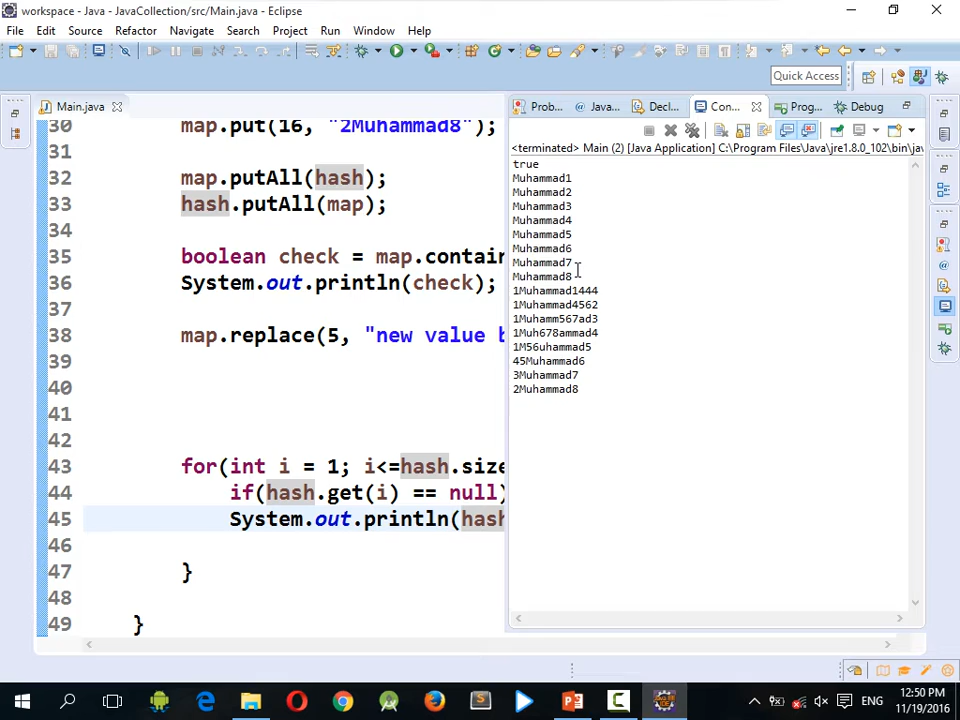 workspace - Java - JavaCollection/src/Main.java - Eclipse
File Edit Source Refactor Navigate Search Project Run Window Help
Quick Access
Main.java
30 map.put(16, "2Muhammad8");
31
32 map.putAll(hash);
33 hash.putAll(map);
34
35 boolean check = map.contain
36 System.out.println(check);
37
38 map.replace(5, "new value b
39
40
41
42
43 for(int i = 1; i<=hash.size
44 if(hash.get(i) == null)
45 System.out.println(hash
46
47 }
48
49 }
Prob... Java... Decl... Con... Prog... Debug
<terminated> Main (2) [Java Application] C:\Program Files\Java\jre1.8.0_102\bin\jav
true
Muhammad1
Muhammad2
Muhammad3
Muhammad4
Muhammad5
Muhammad6
Muhammad7
Muhammad8
1Muhammad1444
1Muhammad4562
1Muhamm567ad3
1Muh678ammad4
1M56uhammad5
45Muhammad6
3Muhammad7
2Muhammad8
ENG
12:50 PM
11/19/2016